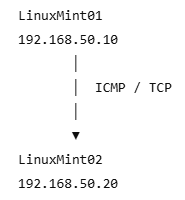 LinuxMint01
192.168.50.10
ICMP / TCP
LinuxMint02
192.168.50.20